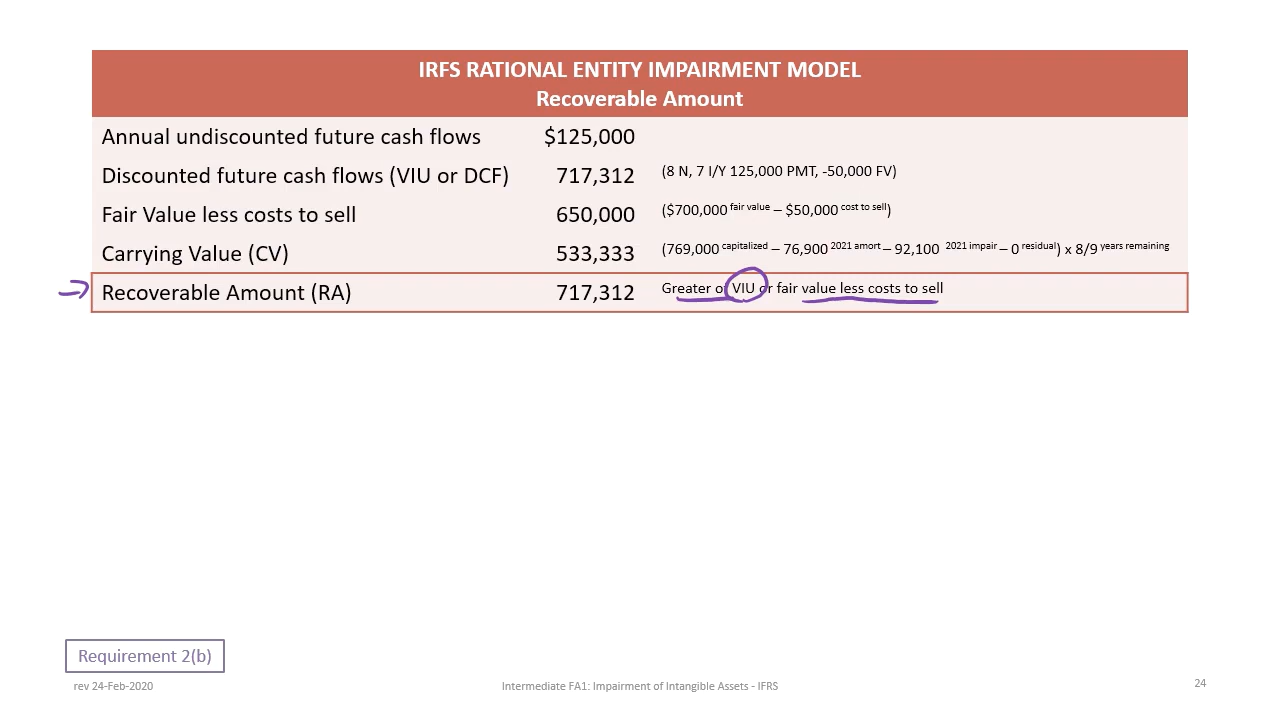 IRFS RATIONAL ENTITY IMPAIRMENT MODEL
Recoverable Amount
Annual undiscounted future cash flows $125,000
Discounted future cash flows (VIU or DCF) 717,312 (8 N, 7 I/Y 125,000 PMT, -50,000 FV)
Fair Value less costs to sell 650,000 ($700,000 fair value – $50,000 cost to sell)
Carrying Value (CV) 533,333 (769,000 capitalized – 76,900 2021 amort – 92,100 2021 impair – 0 residual) x 8/9 years remaining
Recoverable Amount (RA) 717,312 Greater of VIU or fair value less costs to sell
Requirement 2(b)
rev 24-Feb-2020 Intermediate FA1: Impairment of Intangible Assets - IFRS 24